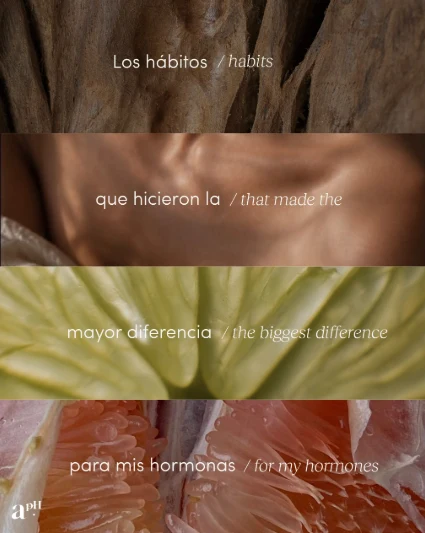 Los hábitos / habits
que hicieron la / that made the
mayor diferencia / the biggest difference
para mis hormonas / for my hormones
apH